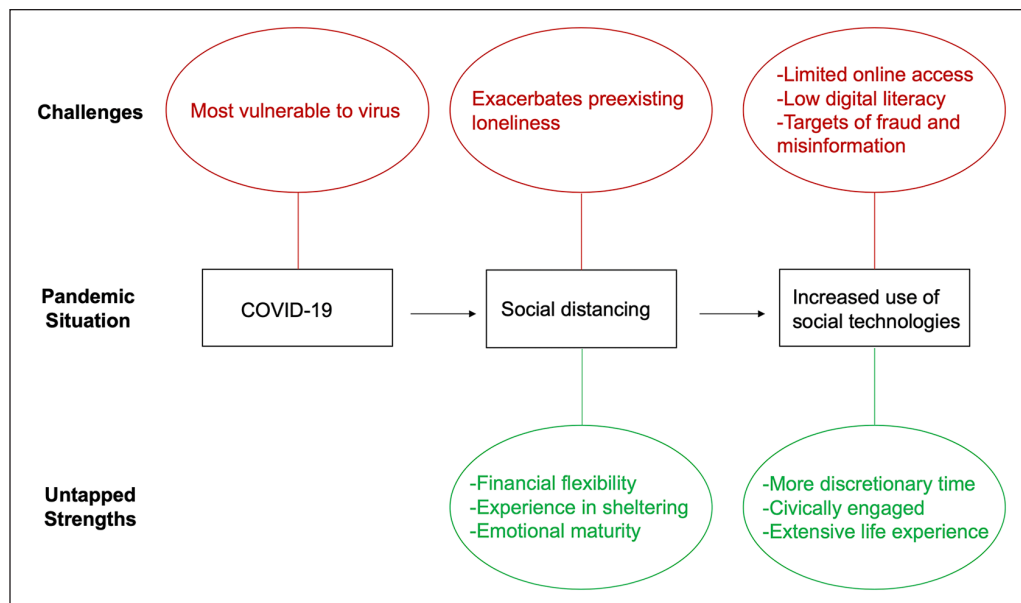 Challenges
Most vulnerable to virus
Exacerbates preexisting
loneliness
-Limited online access
-Low digital literacy
-Targets of fraud and
misinformation
Pandemic
Situation
COVID-19
Social distancing
Increased use of
social technologies
Untapped
Strengths
-Financial flexibility
-Experience in sheltering
-Emotional maturity
-More discretionary time
-Civically engaged
-Extensive life experience